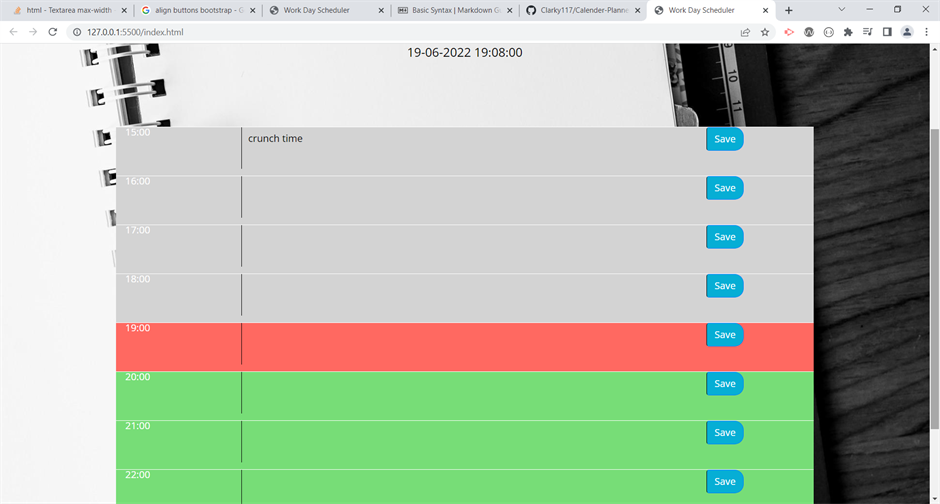 html - Textarea max-width
align buttons bootstrap - G
Work Day Scheduler
Basic Syntax | Markdown G
Clarky117/Calender-Planne
Work Day Scheduler
127.0.0.1:5500/index.html
19-06-2022 19:08:00
15:00 crunch time Save
16:00 Save
17:00 Save
18:00 Save
19:00 Save
20:00 Save
21:00 Save
22:00 Save
9
10
11